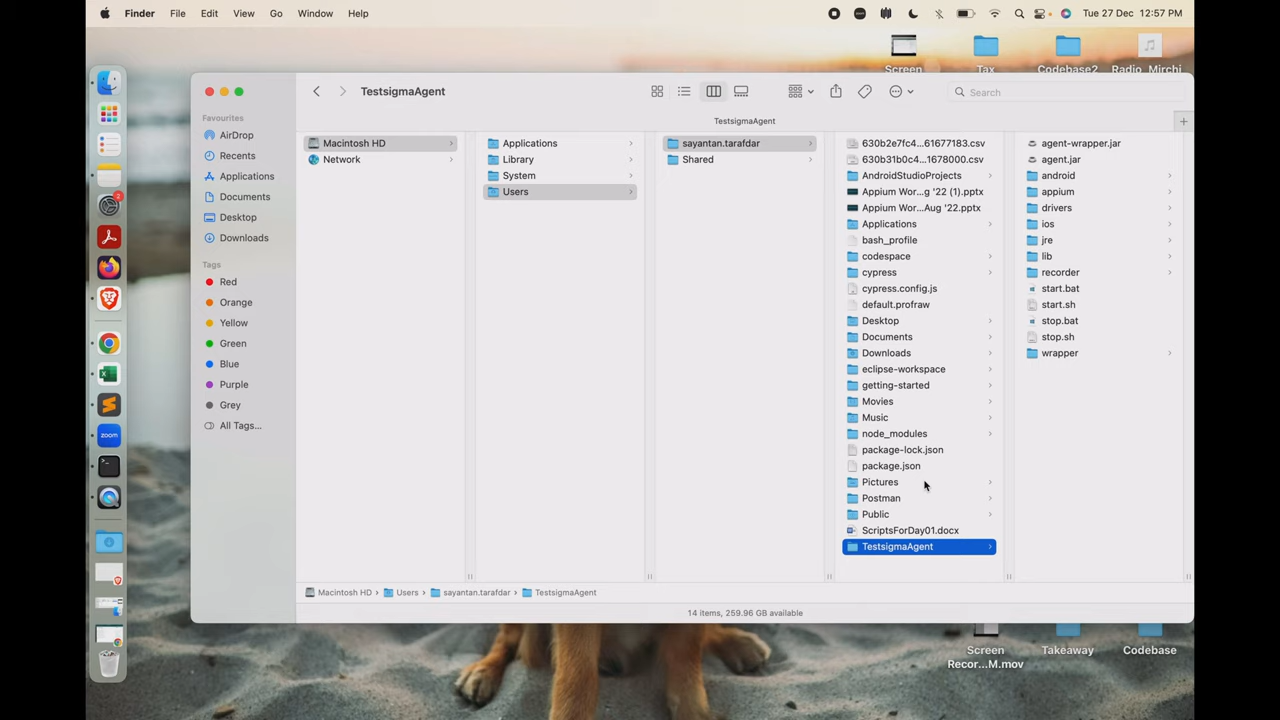 Finder File Edit View Go Window Help
Tue 27 Dec 12:57 PM
Screen Tax Codebase2 Radio_Mirchi
TestsigmaAgent
Search
TestsigmaAgent
Favourites
AirDrop
Recents
Applications
Documents
Desktop
Downloads
Tags
Red
Orange
Yellow
Green
Blue
Purple
Grey
All Tags...
Macintosh HD
Network
Applications
Library
System
Users
sayantan.tarafdar
Shared
630b2e7fc4...61677183.csv
630b31b0c4...1678000.csv
AndroidStudioProjects
Appium Wor...g '22 (1).pptx
Appium Wor...Aug '22.pptx
Applications
bash_profile
codespace
cypress
cypress.config.js
default.profraw
Desktop
Documents
Downloads
eclipse-workspace
getting-started
Movies
Music
node_modules
package-lock.json
package.json
Pictures
Postman
Public
ScriptsForDay01.docx
TestsigmaAgent
agent-wrapper.jar
agent.jar
android
appium
drivers
ios
jre
lib
recorder
start.bat
start.sh
stop.bat
stop.sh
wrapper
Macintosh HD › Users › sayantan.tarafdar › TestsigmaAgent
14 items, 259.96 GB available
2
zoom
Screen
Recor...M.mov
Takeaway
Codebase